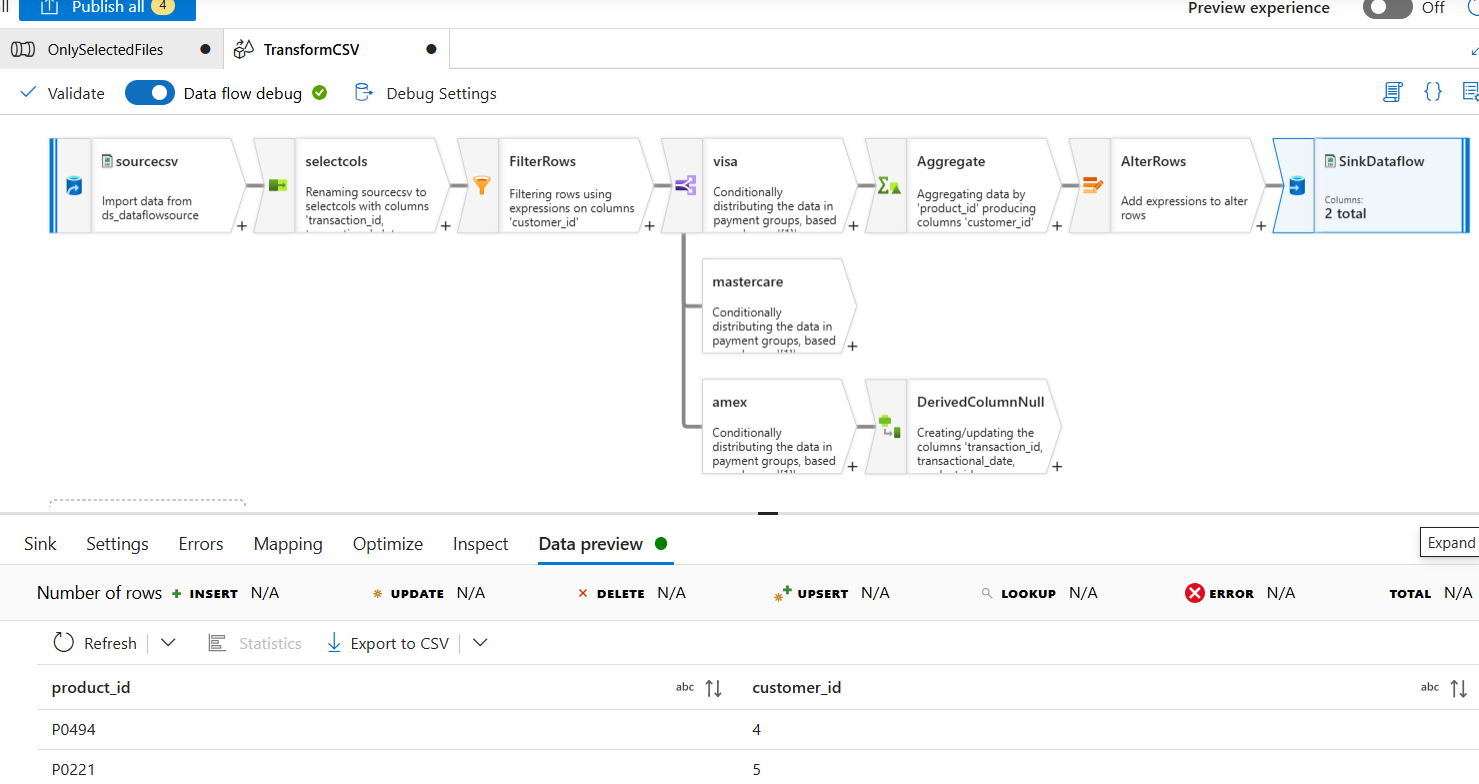 ll
Publish all
4
Preview experience
Off
OnlySelectedFiles
TransformCSV
Validate
Data flow debug
Debug Settings
{}
sourcecsv
Import data from
ds_dataflowsource
+
selectcols
Renaming sourcecsv to
selectcols with columns
'transaction_id,
+
FilterRows
Filtering rows using
expressions on columns
'customer_id'
+
visa
Conditionally
distributing the data in
payment groups, based
+
Aggregate
Aggregating data by
'product_id' producing
columns 'customer_id'
+
AlterRows
Add expressions to alter
rows
+
SinkDataflow
Columns:
2 total
mastercare
Conditionally
distributing the data in
payment groups, based
+
amex
Conditionally
distributing the data in
payment groups, based
+
DerivedColumnNull
Creating/updating the
columns 'transaction_id,
transactional_date,
+
Sink
Settings
Errors
Mapping
Optimize
Inspect
Data preview
Expand
Number of rows
INSERT N/A
UPDATE N/A
DELETE N/A
UPSERT N/A
LOOKUP N/A
ERROR N/A
TOTAL N/A
Refresh
Statistics
Export to CSV
product_id abc customer_id abc
P0494 4
P0221 5